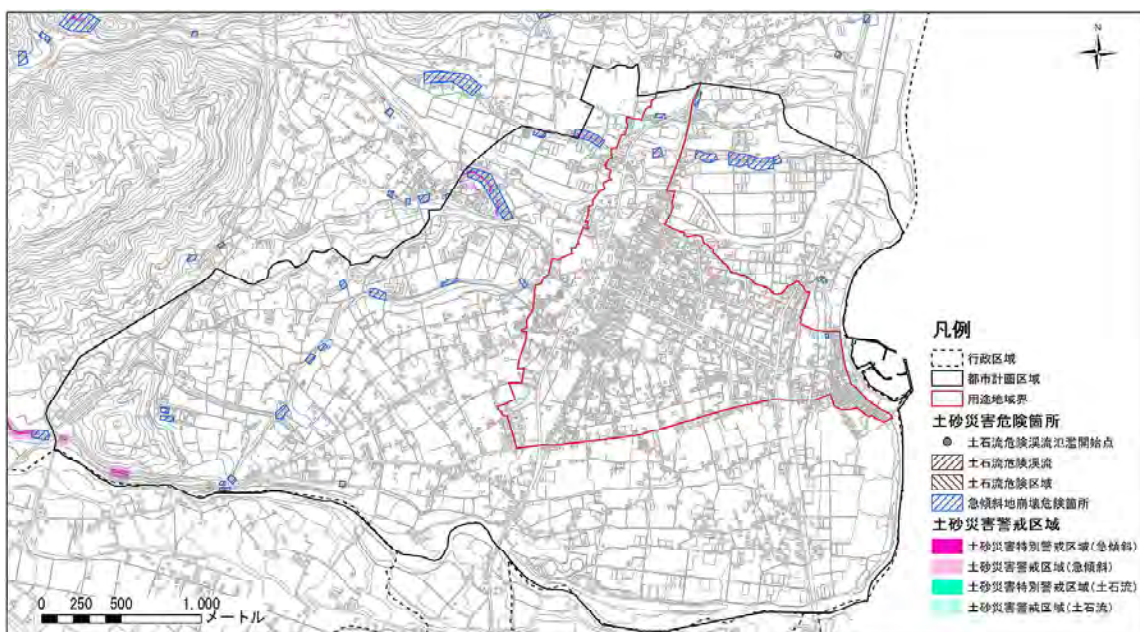 N
凡例
行政区域
都市計画区域
用途地域界
土砂災害危険箇所
土石流危険渓流氾濫開始点
土石流危険渓流
土石流危険区域
急傾斜地崩壊危険箇所
土砂災害警戒区域
土砂災害特別警戒区域(急傾斜)
土砂災害警戒区域(急傾斜)
土砂災害特別警戒区域(土石流)
土砂災害警戒区域(土石流)
0 250 500 1,000
メートル